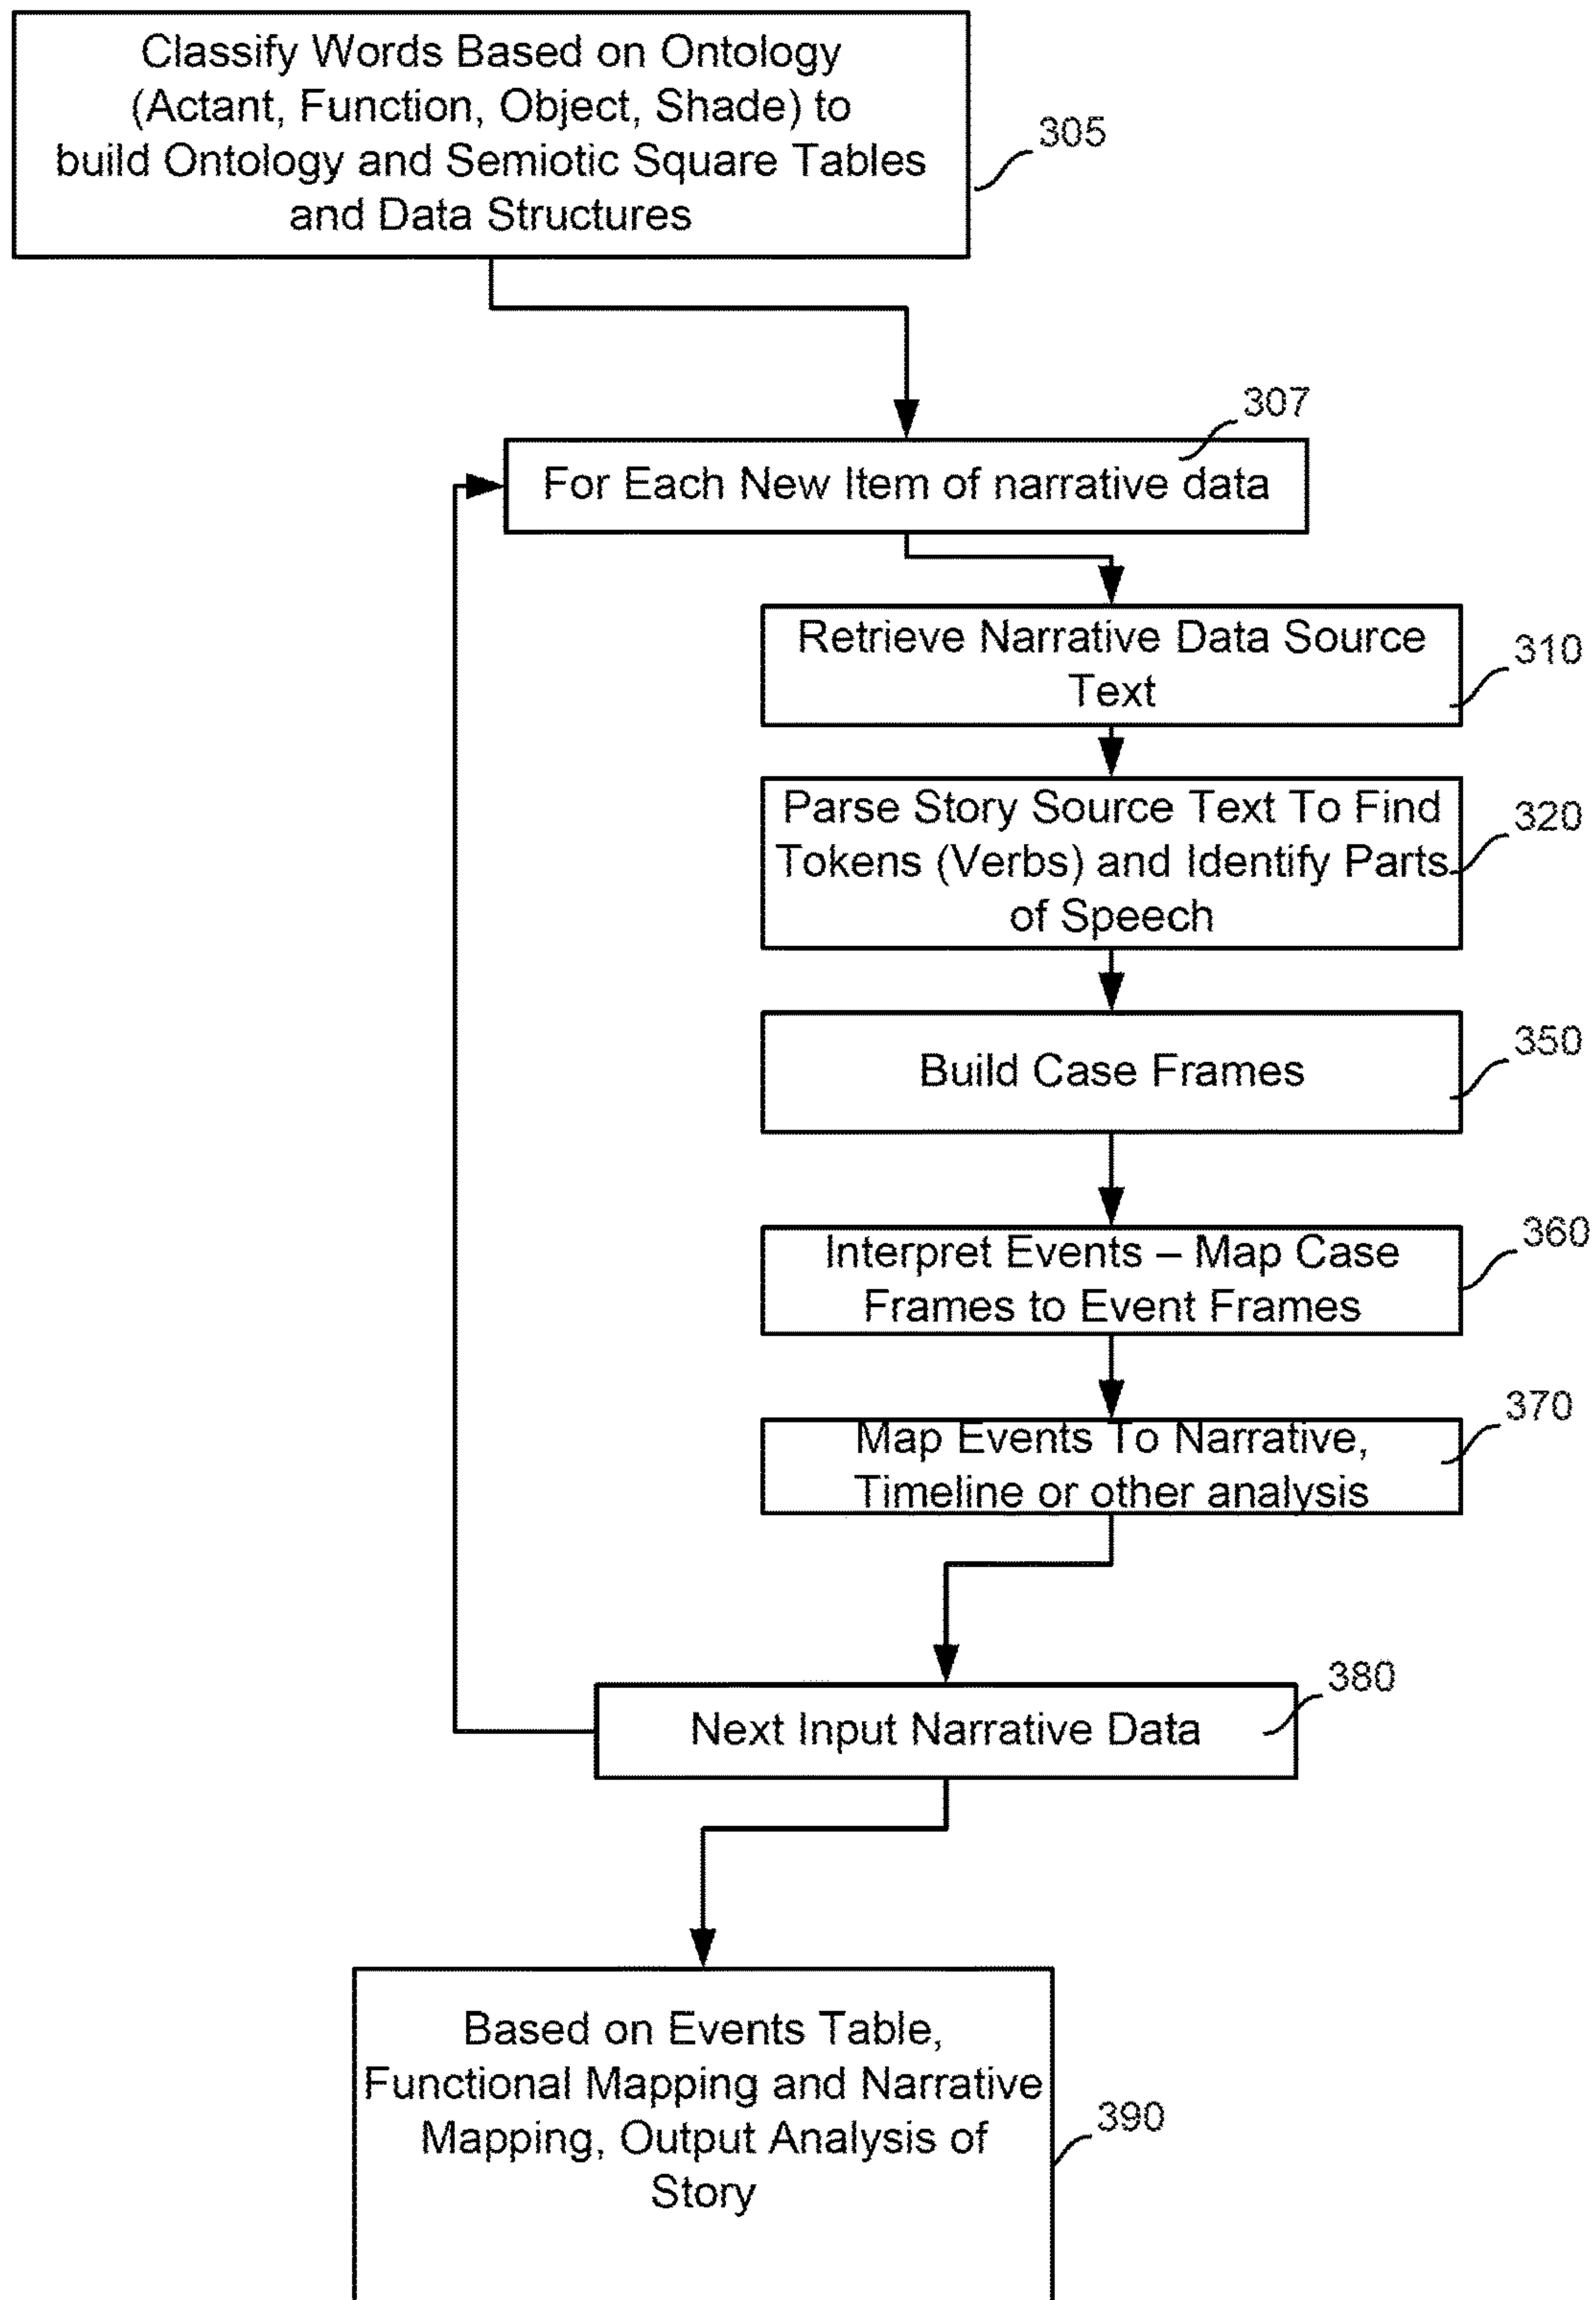 Classify Words Based on Ontology
(Actant, Function, Object, Shade) to
build Ontology and Semiotic Square Tables
and Data Structures
305
307
For Each New Item of narrative data
Retrieve Narrative Data Source
Text
310
Parse Story Source Text To Find
Tokens (Verbs) and Identify Parts
of Speech
320
Build Case Frames
350
Interpret Events – Map Case
Frames to Event Frames
360
Map Events To Narrative,
Timeline or other analysis
370
Next Input Narrative Data
380
Based on Events Table,
Functional Mapping and Narrative
Mapping, Output Analysis of
Story
390